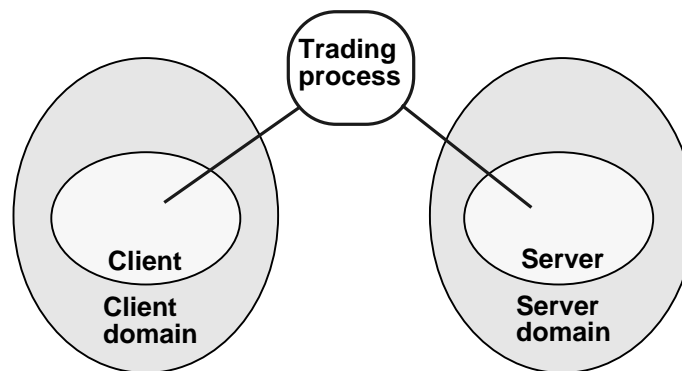 Trading
process
Client
Server
Client
domain
Server
domain